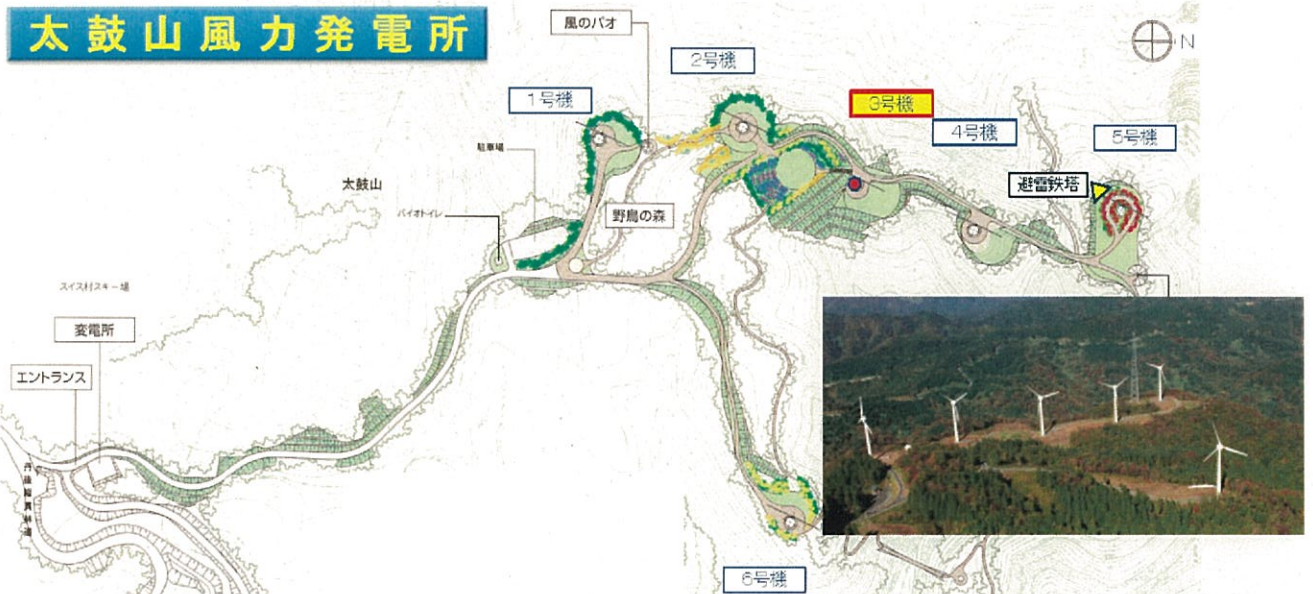 太鼓山風力発電所
風のパオ
N
2号機
1号機
3号機
4号機
5号機
駐車場
避雷鉄塔
太鼓山
バイオトイレ
野鳥の森
スイス村スキー場
変電所
エントランス
6号機